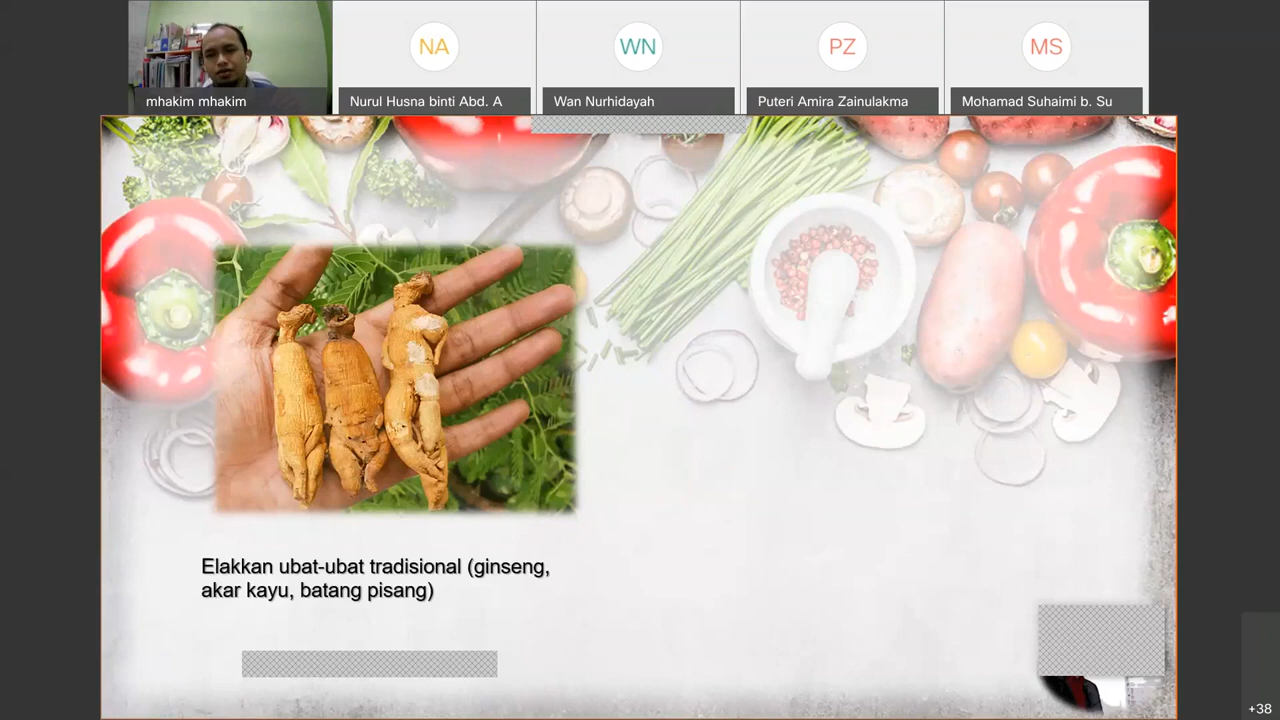 NA
WN
PZ
MS
mhakim mhakim
Nurul Husna binti Abd. A
Wan Nurhidayah
Puteri Amira Zainulakma
Mohamad Suhaimi b. Su
Elakkan ubat-ubat tradisional (ginseng,
akar kayu, batang pisang)
+38